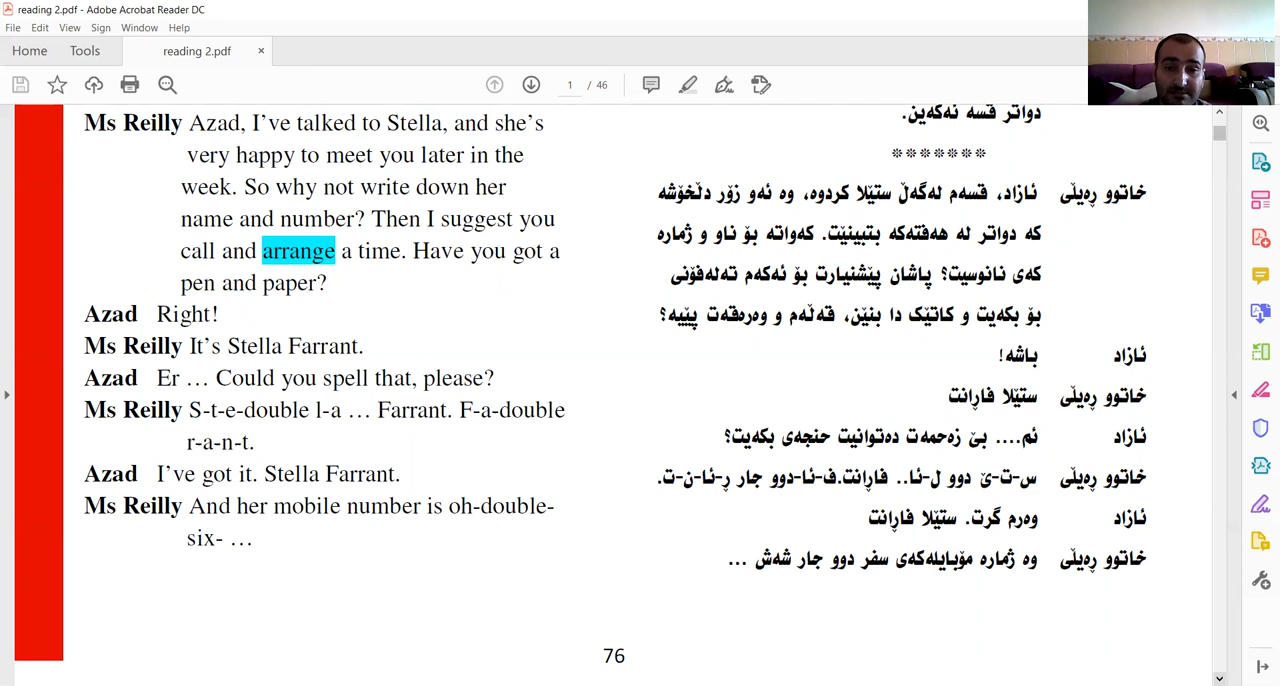 reading 2.pdf - Adobe Acrobat Reader DC
File Edit View Sign Window Help
Home Tools reading 2.pdf ×
1 / 46
Ms Reilly Azad, I've talked to Stella, and she's
very happy to meet you later in the
week. So why not write down her
name and number? Then I suggest you
call and arrange a time. Have you got a
pen and paper?
Azad Right!
Ms Reilly It's Stella Farrant.
Azad Er … Could you spell that, please?
Ms Reilly S-t-e-double l-a … Farrant. F-a-double
r-a-n-t.
Azad I've got it. Stella Farrant.
Ms Reilly And her mobile number is oh-double-
six- …
دواتر قسە ئەکەین.
*******
خاتوو ڕەیڵی ئازاد، قسەم لەگەڵ ستێلا کردوە، وە ئەو زۆر دڵخۆشە
کە دواتر لە هەفتەکە بتبینێت. کەواتە بۆ ناو و ژمارە
کەی نانوسیت؟ پاشان پێشنیارت بۆ ئەکەم تەلەفۆنی
بۆ بکەیت و کاتێک دا بنێن، قەڵەم و وەرەقەت پێیە؟
ئازاد باشە!
خاتوو ڕەیڵی ستێلا فاڕانت
ئازاد ئم.... بێ زەحمەت دەتوانیت حنجەی بکەیت؟
خاتوو ڕەیڵی س-ت-ێ دوو ل-ئا.. فاڕانت.ف-ئا-دوو جار ڕ-ئا-ن-ت.
ئازاد وەرم گرت. ستێلا فاڕانت
خاتوو ڕەیڵی وە ژمارە مۆبایلەکەی سفر دوو جار شەش ...
76